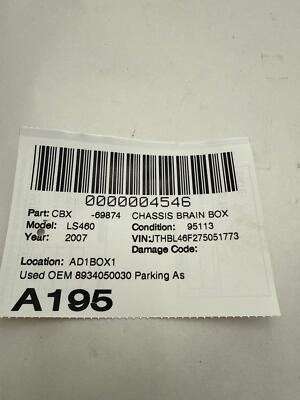 0000004546
Part: CBX -69874 CHASSIS BRAIN BOX
Model: LS460 Condition: 95113
Year: 2007 VIN: JTHBL46F275051773
Damage Code:
Location: AD1BOX1
Used OEM 8934050030 Parking As
A195